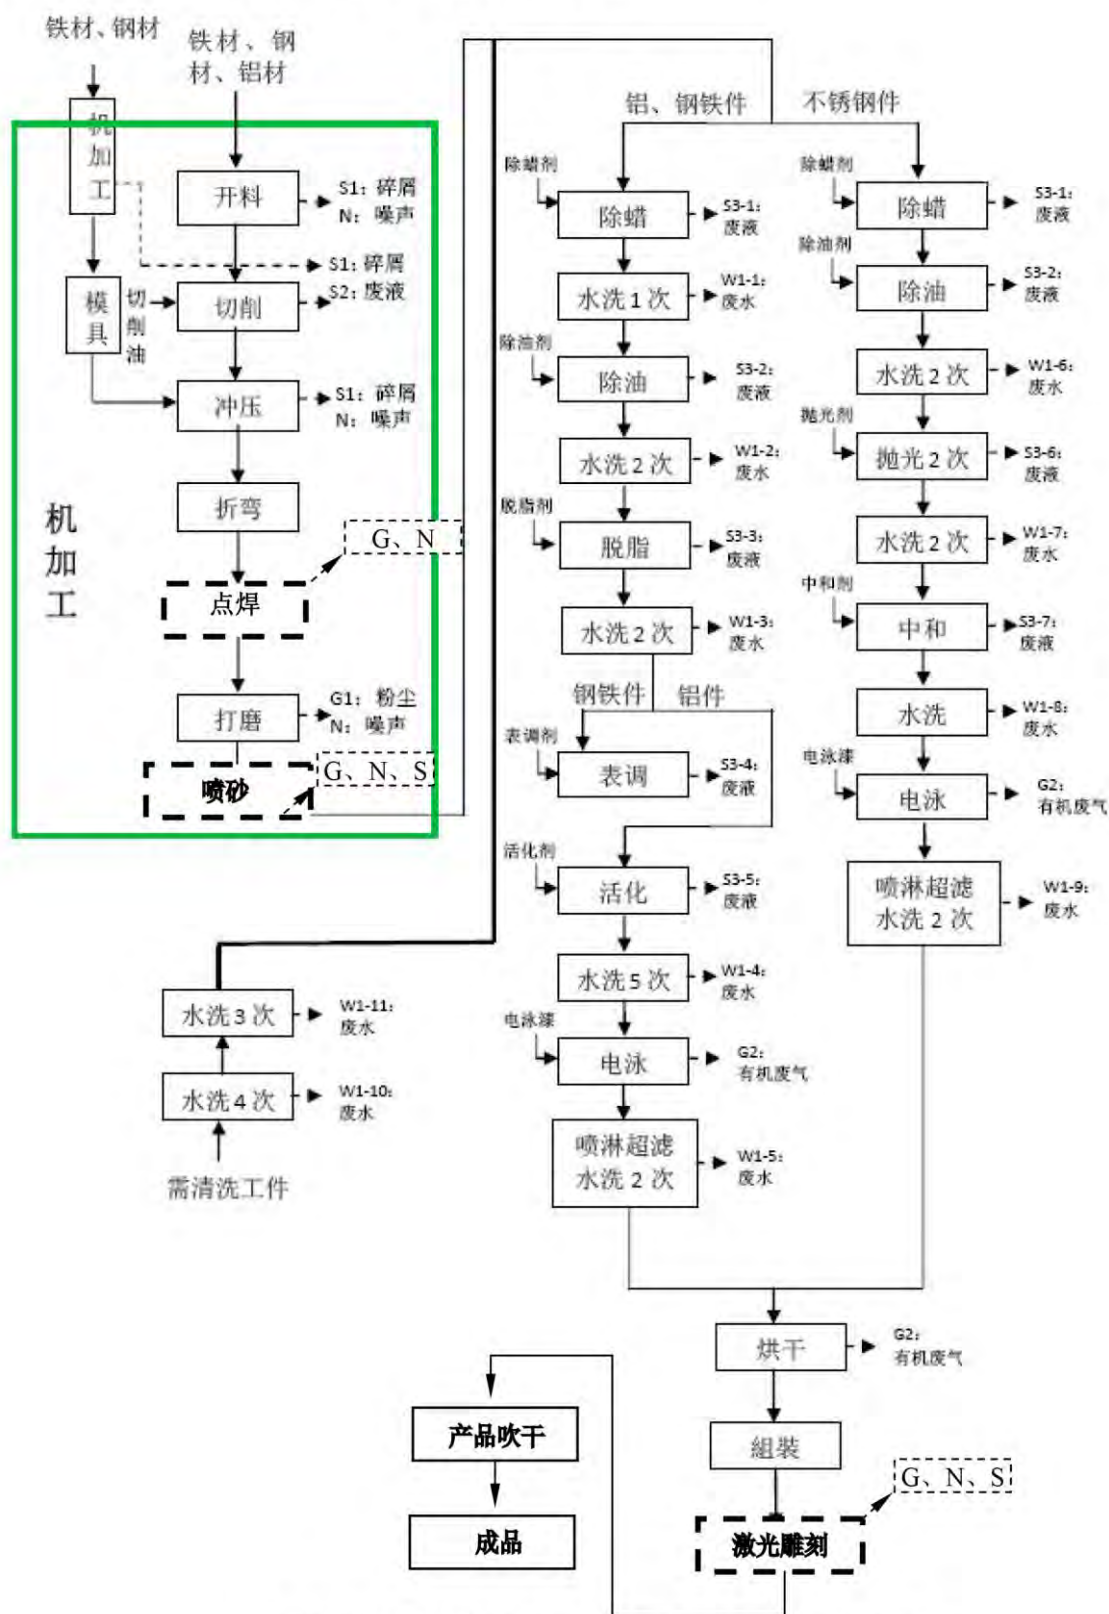 铁材、钢材
铁材、钢
材、铝材
机
加
工
开料
S1：碎屑
N：噪声
S1：碎屑
模
具
切
削
油
切削
S2：废液
冲压
S1：碎屑
N：噪声
折弯
机
加
工
G、N
点焊
打磨
G1：粉尘
N：噪声
喷砂
G、N、S
水洗3次
W1-11：
废水
水洗4次
W1-10：
废水
需清洗工件
铝、钢铁件
除蜡剂
除蜡
S3-1：
废液
水洗1次
W1-1：
废水
除油剂
除油
S3-2：
废液
水洗2次
W1-2：
废水
脱脂剂
脱脂
S3-3：
废液
水洗2次
W1-3：
废水
钢铁件
铝件
表调剂
表调
S3-4：
废液
活化剂
活化
S3-5：
废液
水洗5次
W1-4：
废水
电泳漆
电泳
G2：
有机废气
喷淋超滤
水洗2次
W1-5：
废水
不锈钢件
除蜡剂
除蜡
S3-1：
废液
除油剂
除油
S3-2：
废液
水洗2次
W1-6：
废水
抛光剂
抛光2次
S3-6：
废液
水洗2次
W1-7：
废水
中和剂
中和
S3-7：
废液
水洗
W1-8：
废水
电泳漆
电泳
G2：
有机废气
喷淋超滤
水洗2次
W1-9：
废水
烘干
G2：
有机废气
組装
G、N、S
激光雕刻
产品吹干
成品